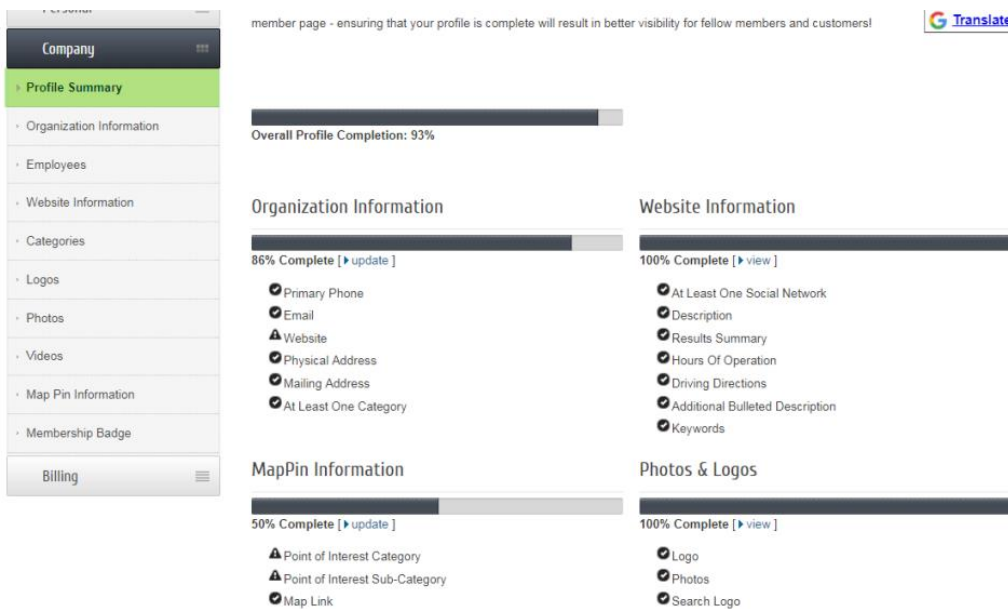 member page - ensuring that your profile is complete will result in better visibility for fellow members and customers!
Translate
Company
Profile Summary
Organization Information
Employees
Website Information
Categories
Logos
Photos
Videos
Map Pin Information
Membership Badge
Billing
Overall Profile Completion: 93%
Organization Information
86% Complete [ update ]
Primary Phone
Email
Website
Physical Address
Mailing Address
At Least One Category
Website Information
100% Complete [ view ]
At Least One Social Network
Description
Results Summary
Hours Of Operation
Driving Directions
Additional Bulleted Description
Keywords
MapPin Information
50% Complete [ update ]
Point of Interest Category
Point of Interest Sub-Category
Map Link
Photos & Logos
100% Complete [ view ]
Logo
Photos
Search Logo